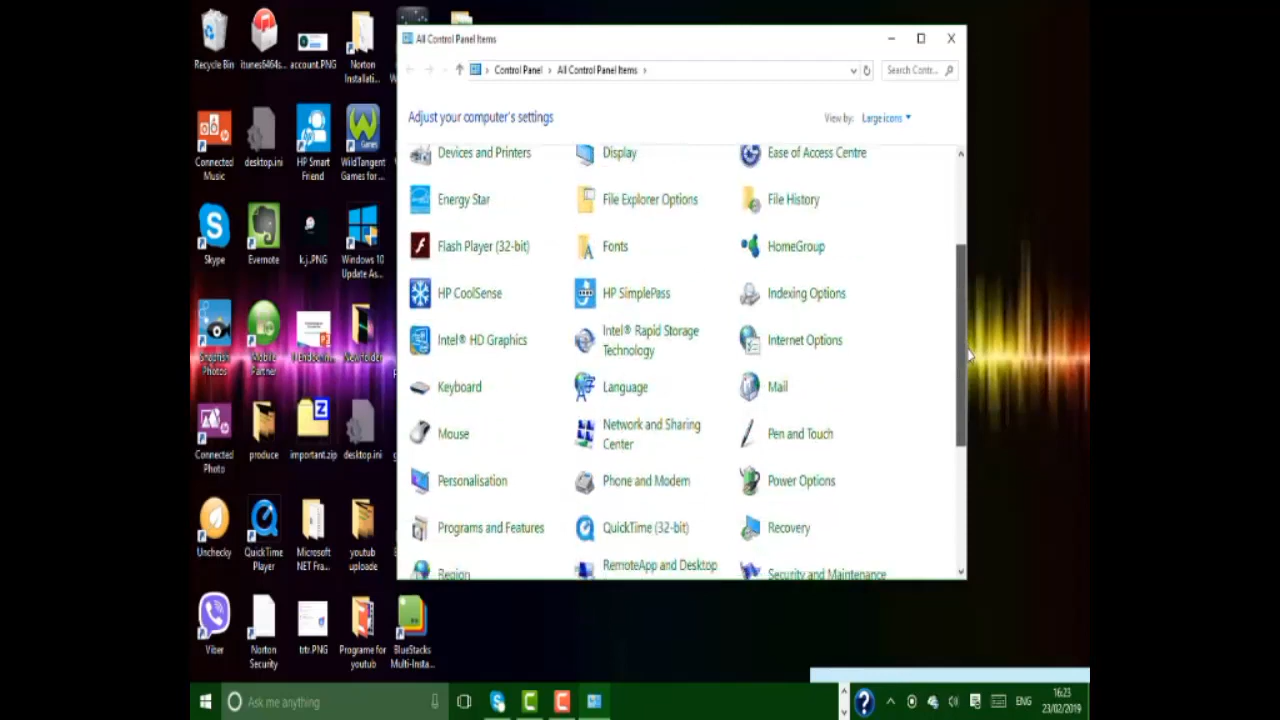 All Control Panel Items
Control Panel
All Control Panel Items
Search Contr...
Adjust your computer's settings
View by:
Large icons
Devices and Printers
Display
Ease of Access Centre
Energy Star
File Explorer Options
File History
Flash Player (32-bit)
Fonts
HomeGroup
HP CoolSense
HP SimplePass
Indexing Options
Intel® HD Graphics
Intel® Rapid Storage
Technology
Internet Options
Keyboard
Language
Mail
Mouse
Network and Sharing
Center
Pen and Touch
Personalisation
Phone and Modem
Power Options
Programs and Features
QuickTime (32-bit)
Recovery
Region
RemoteApp and Desktop
Security and Maintenance
Recycle Bin
itunes6464s...
account.PNG
Norton
Installati...
Connected
Music
desktop.ini
HP Smart
Friend
Games
WildTangent
Games for...
Skype
Evernote
k.j..PNG
Windows 10
Update As...
Snapfish
Photos
Mobile
Partner
New folder
Connected
Photo
produce
important.zip
desktop.ini
Unchecky
QuickTime
Player
Microsoft
.NET Fra...
youtub
uploade
Viber
Norton
Security
trtr.PNG
Programe for
youtub
BlueStacks
Multi-Insta...
Ask me anything
ENG
16:23
23/02/2019